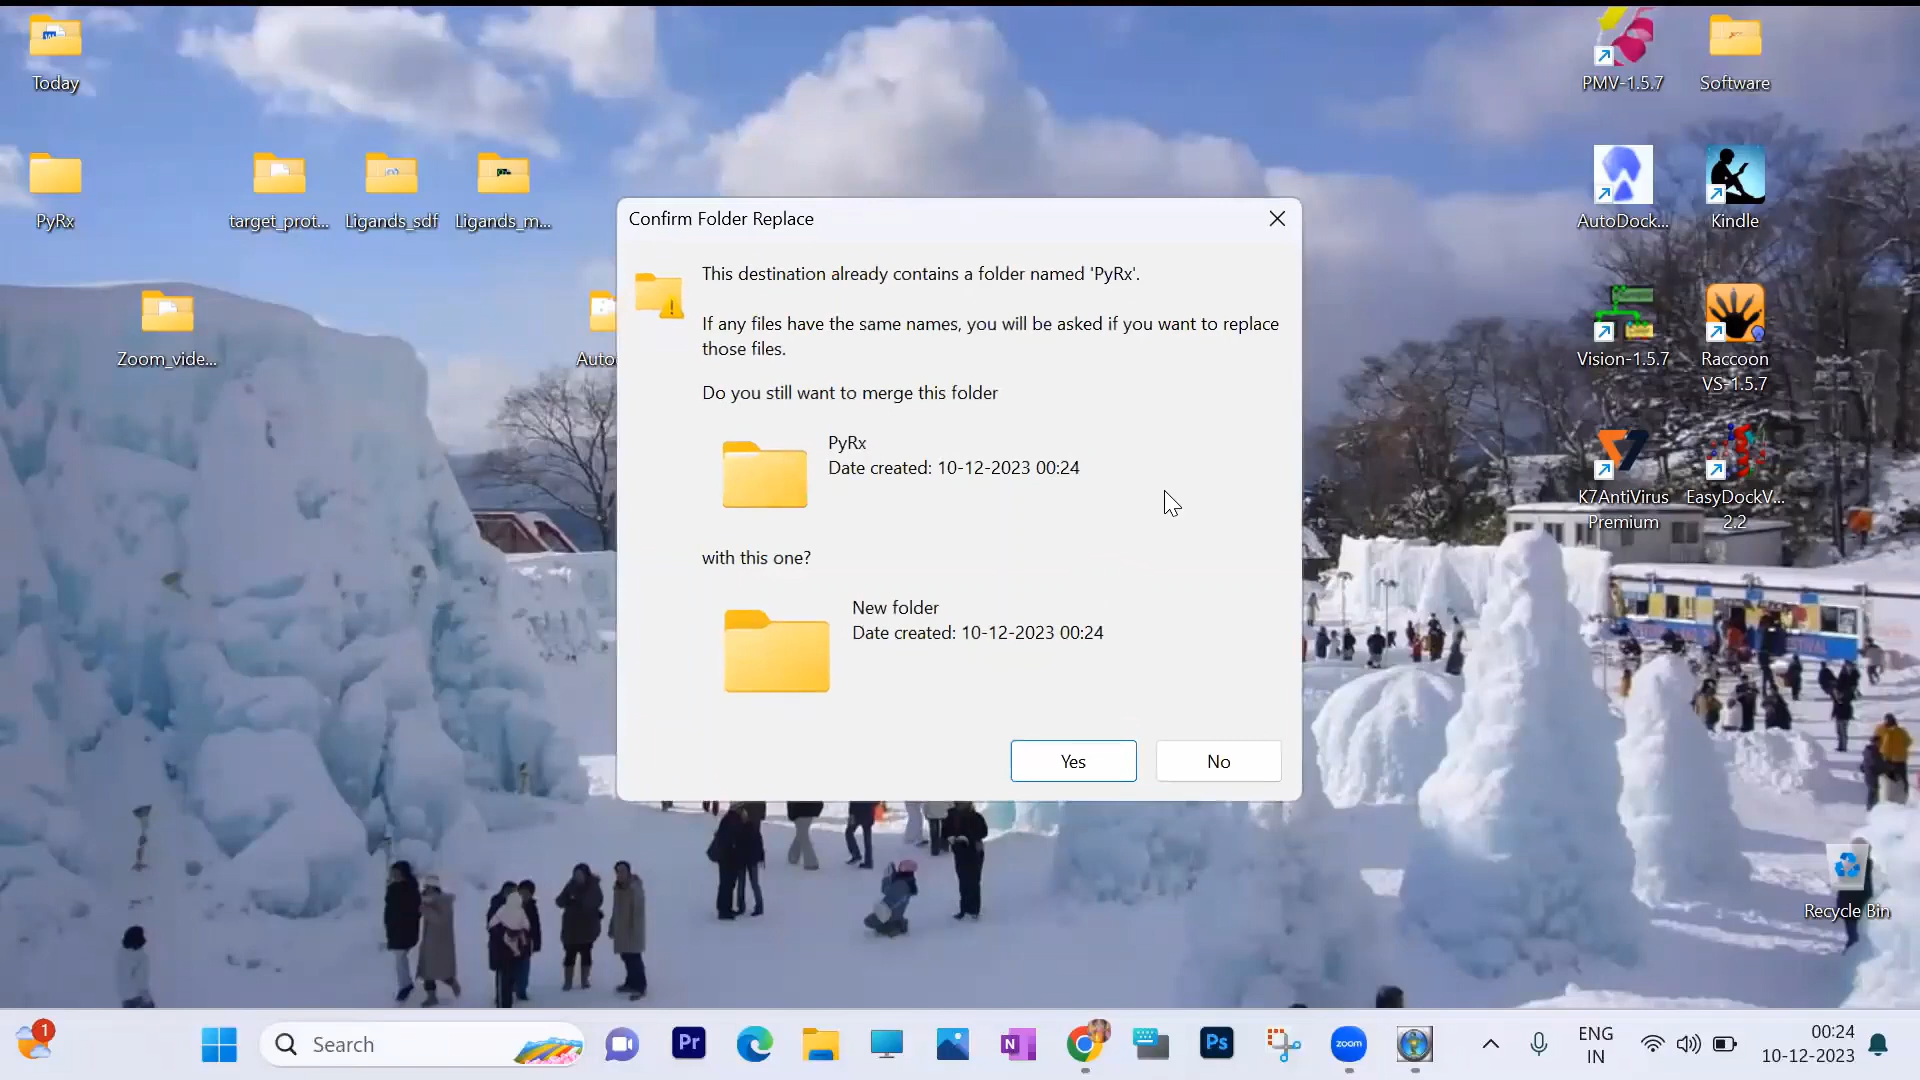 Today
PyRx
target_prot...
Ligands_sdf
Ligands_m...
Zoom_vide...
Auto
Confirm Folder Replace
This destination already contains a folder named 'PyRx'.
If any files have the same names, you will be asked if you want to replace
those files.
Do you still want to merge this folder
PyRx
Date created: 10-12-2023 00:24
with this one?
New folder
Date created: 10-12-2023 00:24
Yes
No
PMV-1.5.7
Software
AutoDock...
Kindle
Vision-1.5.7
Raccoon
VS-1.5.7
K7AntiVirus
Premium
EasyDockV...
2.2
Recycle Bin
1
Search
Pr
N
Ps
zoom
ENG
IN
00:24
10-12-2023